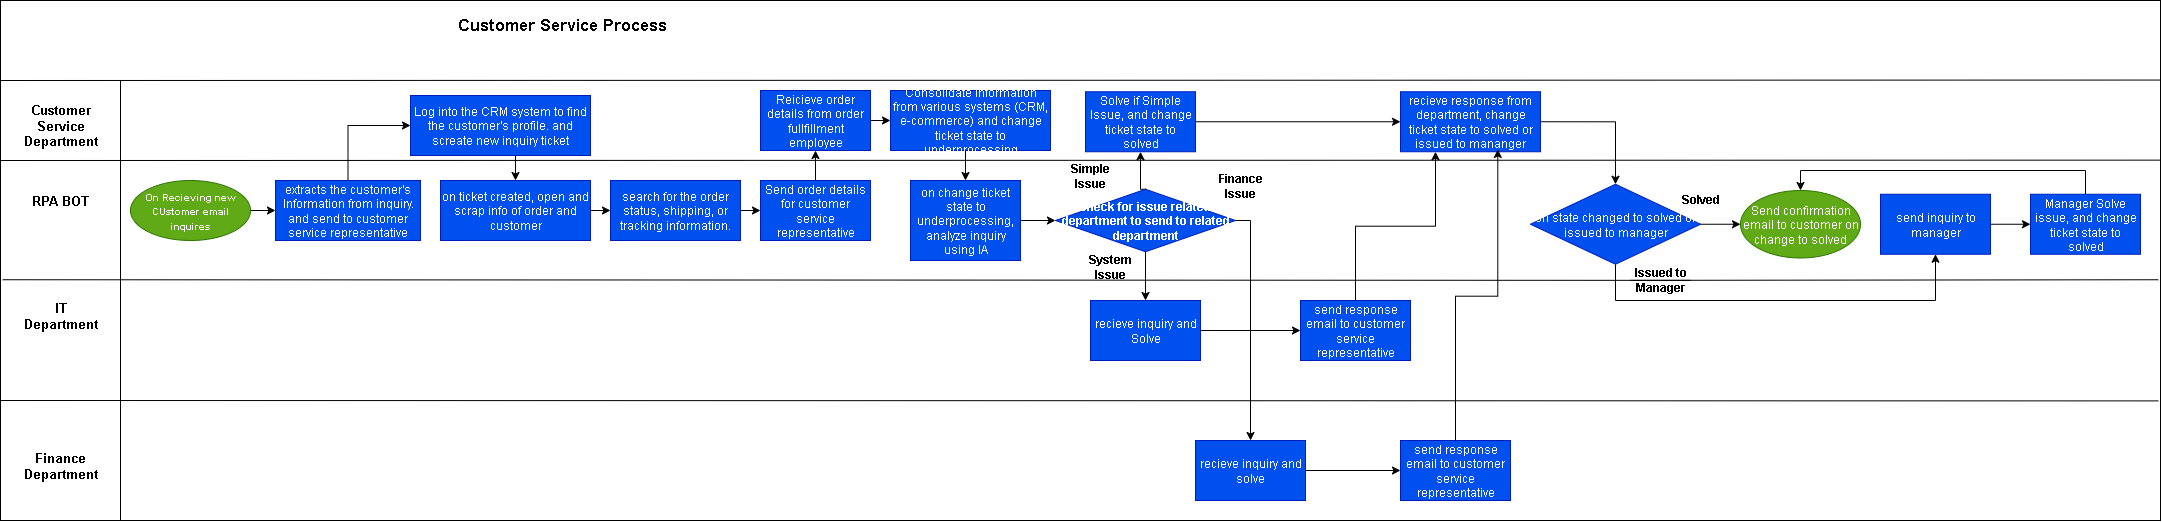 Customer Service Process
Customer
Service
Department
Log into the CRM system to find
the customer's profile. and
screate new inquiry ticket
Reicieve order
details from order
fullfillment
employee
Consolidate information
from various systems (CRM,
e-commerce) and change
ticket state to
underprocessing
Solve if Simple
Issue, and change
ticket state to
solved
recieve response from
department, change
ticket state to solved or
issued to mananger
RPA BOT
On Recieving new
CUstomer email
inquires
extracts the customer's
Information from inquiry.
and send to customer
service representative
on ticket created, open and
scrap info of order and
customer
search for the order
status, shipping, or
tracking information.
Send order details
for customer
service
representative
on change ticket
state to
underprocessing,
analyze inquiry
using IA
Simple
Issue
Finance
Issue
check for issue related
department to send to related
department
System
Issue
on state changed to solved or
issued to manager
Solved
Issued to
Manager
Send confirmation
email to customer on
change to solved
send inquiry to
manager
Manager Solve
issue, and change
ticket state to
solved
IT
Department
recieve inquiry and
Solve
send response
email to customer
service
representative
Finance
Department
recieve inquiry and
solve
send response
email to customer
service
representative